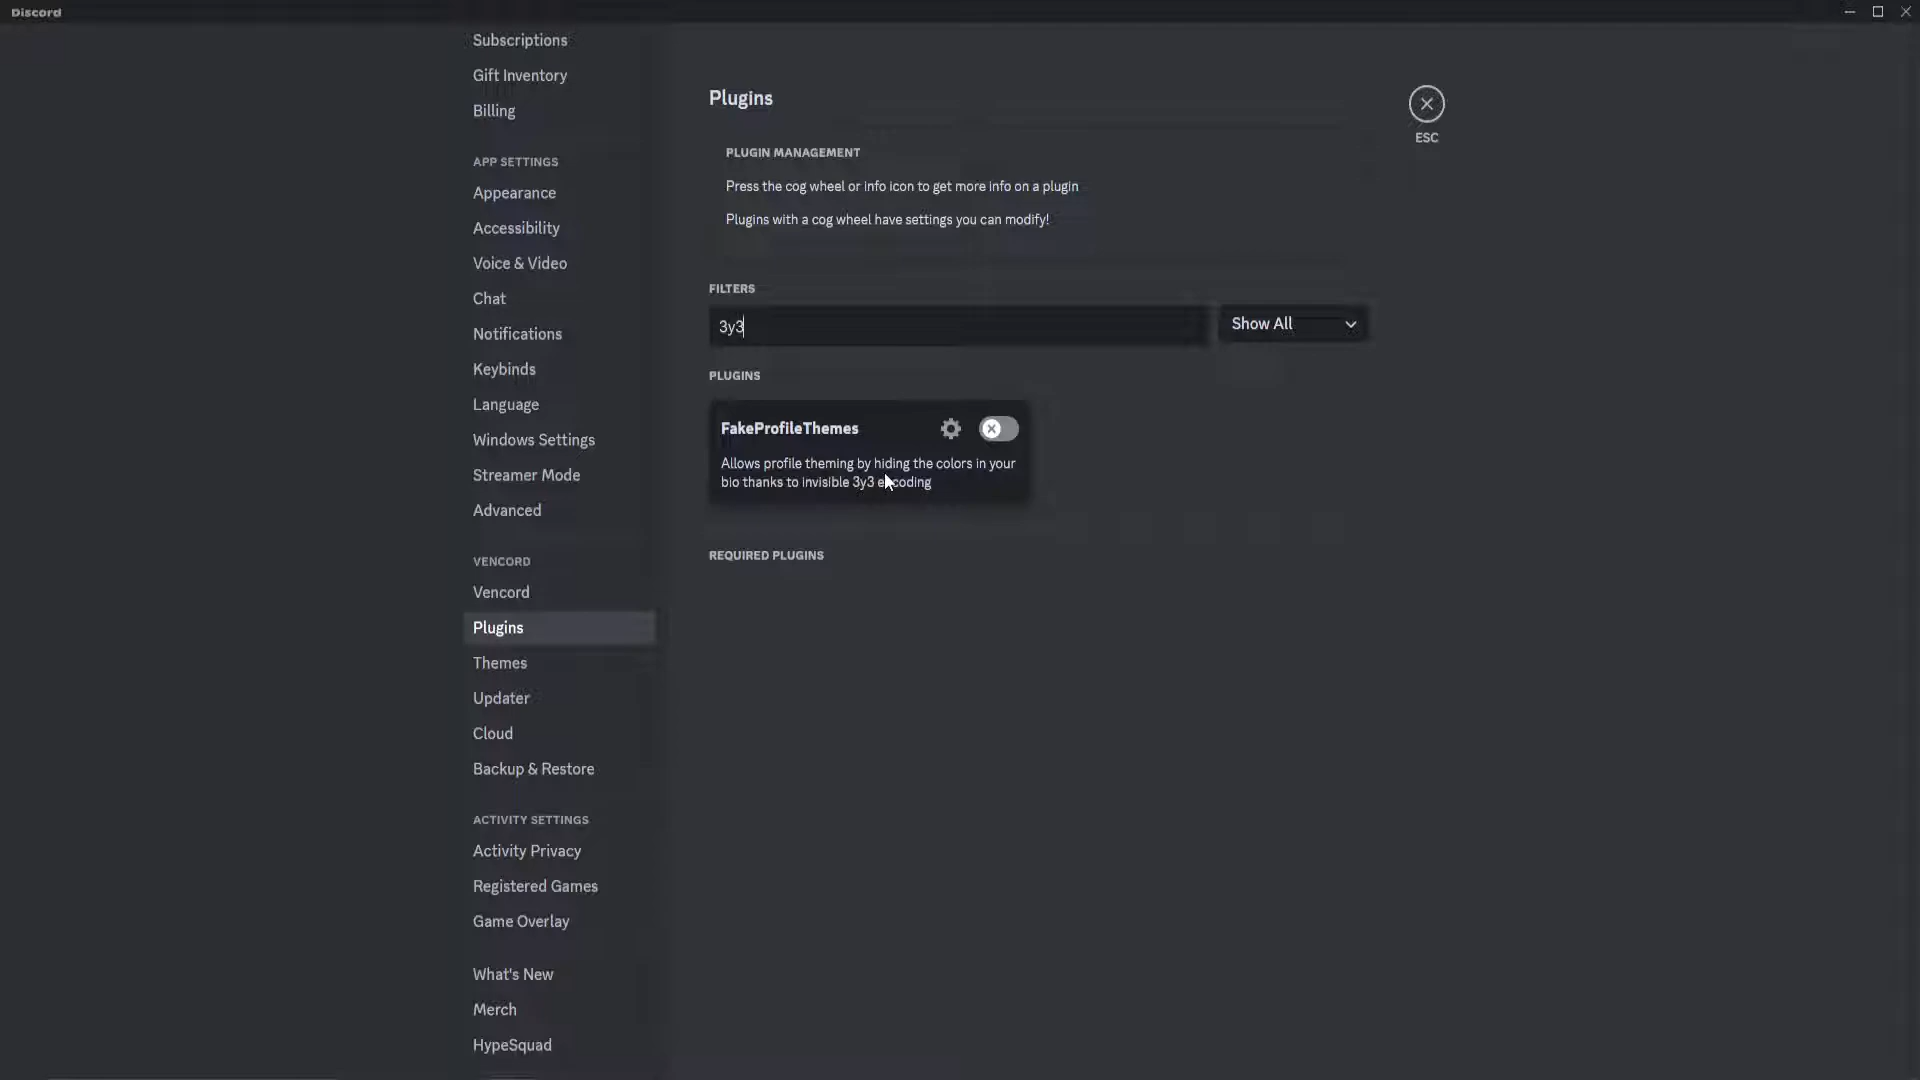 Discord
Subscriptions
Gift Inventory
Billing
APP SETTINGS
Appearance
Accessibility
Voice & Video
Chat
Notifications
Keybinds
Language
Windows Settings
Streamer Mode
Advanced
VENCORD
Vencord
Plugins
Themes
Updater
Cloud
Backup & Restore
ACTIVITY SETTINGS
Activity Privacy
Registered Games
Game Overlay
What's New
Merch
HypeSquad
Plugins
ESC
PLUGIN MANAGEMENT
Press the cog wheel or info icon to get more info on a plugin
Plugins with a cog wheel have settings you can modify!
FILTERS
3y3
Show All
PLUGINS
FakeProfileThemes
Allows profile theming by hiding the colors in your
bio thanks to invisible 3y3 encoding
REQUIRED PLUGINS